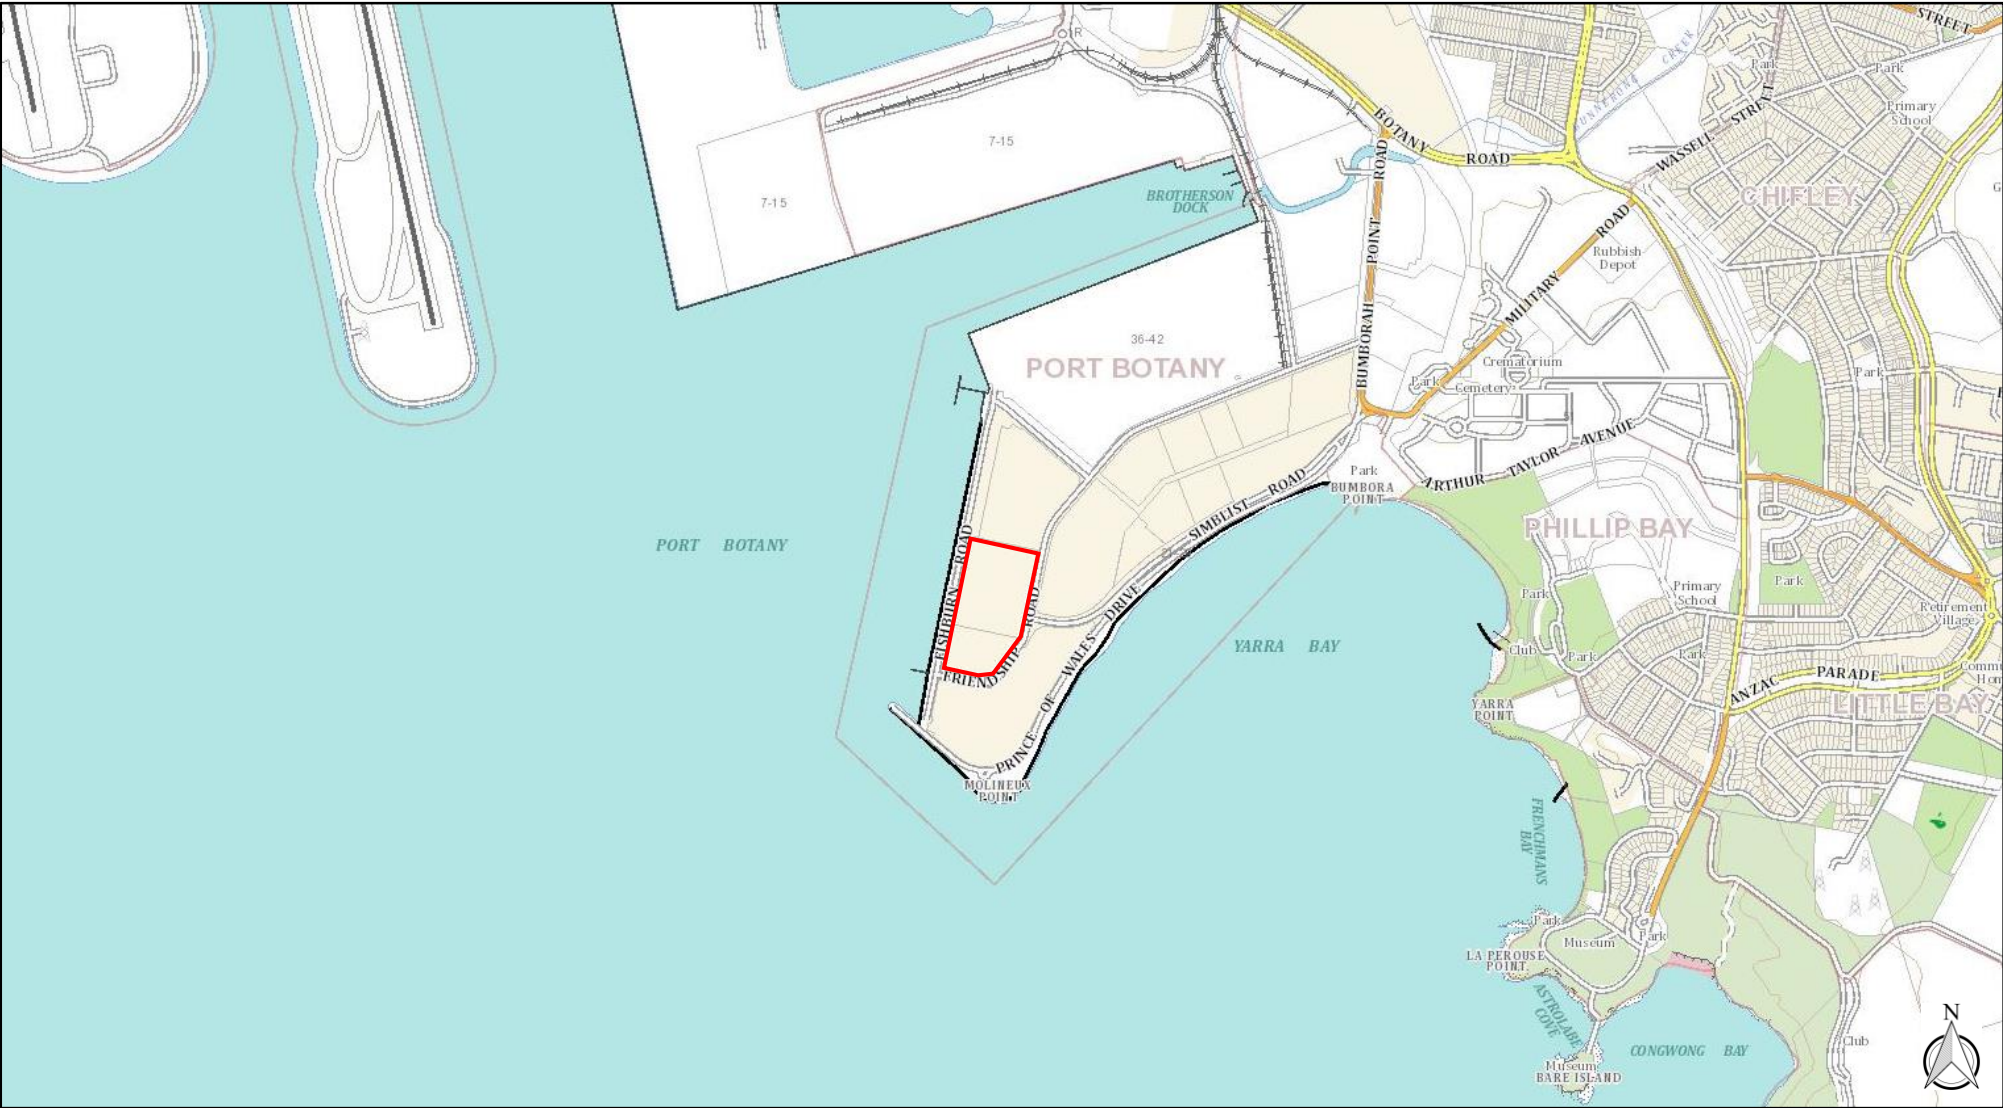 STREET
R
Park
Park
UNNERONG CREEK
Primary
School
BOTANY
ROAD
WASSELL STREET
7-15
7-15
BROTHERSON
DOCK
CHIFLEY
BUMBORAH POINT ROAD
MILITARY ROAD
Rubbish
Depot
36-42
PORT BOTANY
Crematorium
Park
Cemetery
Park
ARTHUR TAYLOR AVENUE
Park
BUMBORA
POINT
SIMBLIST ROAD
PHILLIP BAY
PORT BOTANY
FISHBURN ROAD
FRIENDSHIP ROAD
PRINCE OF WALES DRIVE
YARRA BAY
Park
Primary
School
Park
Retirement
Village
Club
Park
Park
ANZAC PARADE
LITTLE BAY
YARRA
POINT
MOLINEUX
POINT
FRENCHMANS
BAY
Park
Museum
Park
LA PEROUSE
POINT
ASTROLABE
COVE
CONGWONG BAY
Club
Museum
BARE ISLAND
N